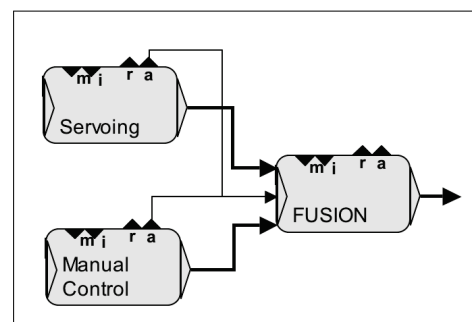 m i r a
Servoing
m i r a
FUSION
m i r a
Manual
Control